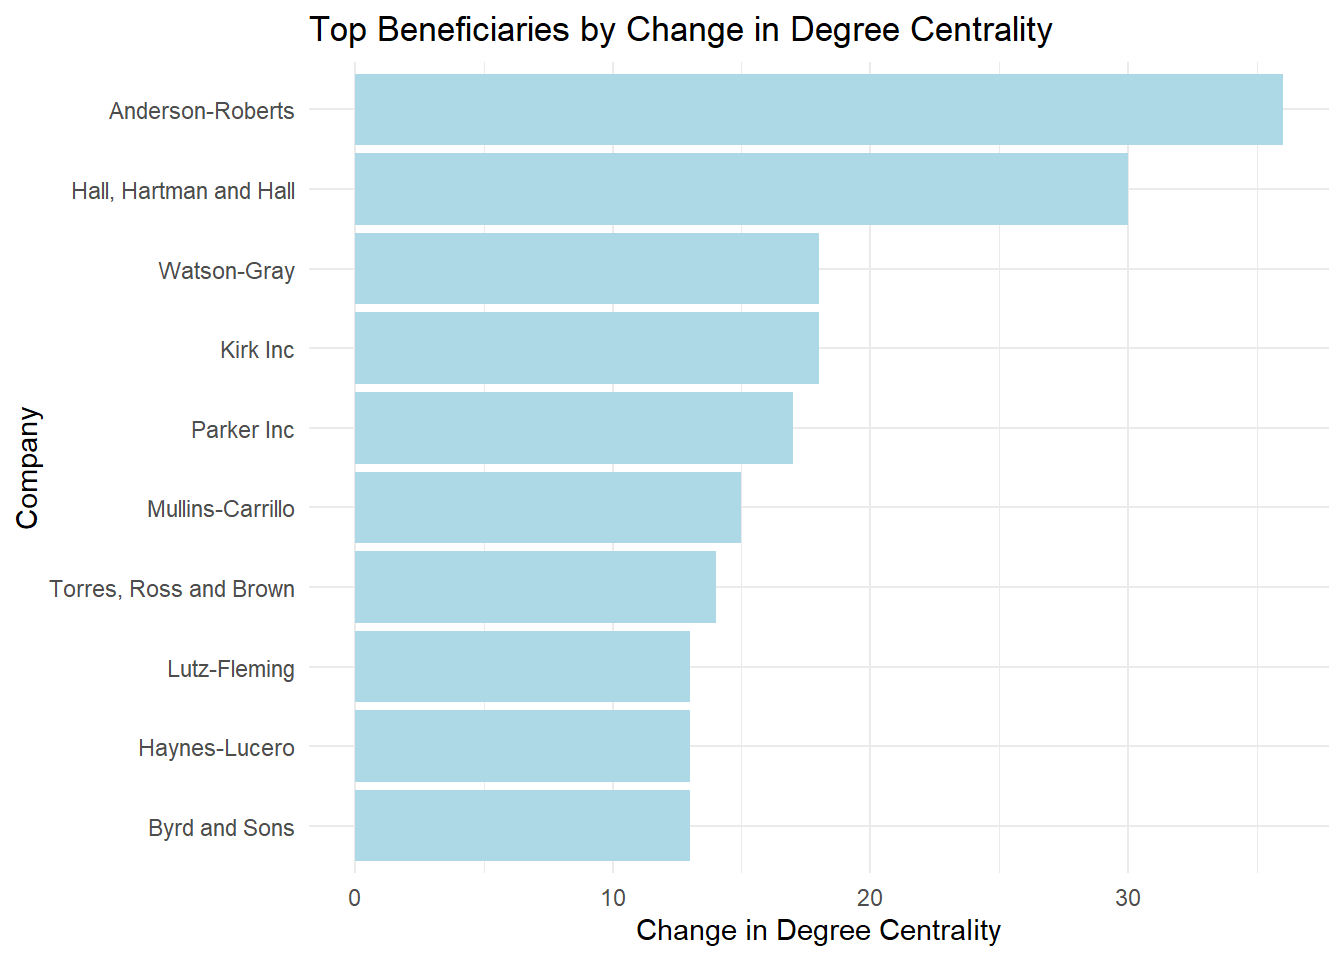 Top Beneficiaries by Change in Degree Centrality
Anderson-Roberts
Hall, Hartman and Hall
Watson-Gray
Kirk Inc
Parker Inc
Mullins-Carrillo
Torres, Ross and Brown
Lutz-Fleming
Haynes-Lucero
Byrd and Sons
Company
0 10 20 30
Change in Degree Centrality